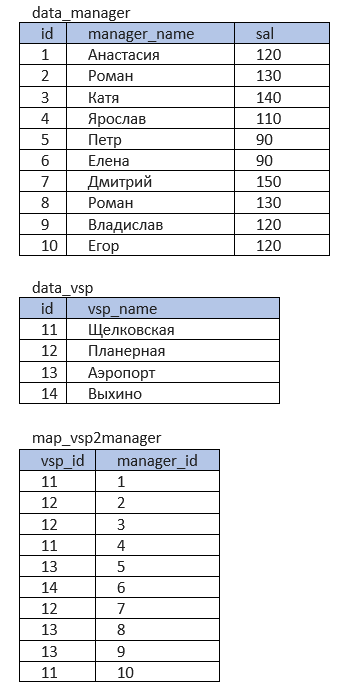 data_manager
id manager_name sal
1 Анастасия 120
2 Роман 130
3 Катя 140
4 Ярослав 110
5 Петр 90
6 Елена 90
7 Дмитрий 150
8 Роман 130
9 Владислав 120
10 Егор 120
data_vsp
id vsp_name
11 Щелковская
12 Планерная
13 Аэропорт
14 Выхино
map_vsp2manager
vsp_id manager_id
11 1
12 2
12 3
11 4
13 5
14 6
12 7
13 8
13 9
11 10